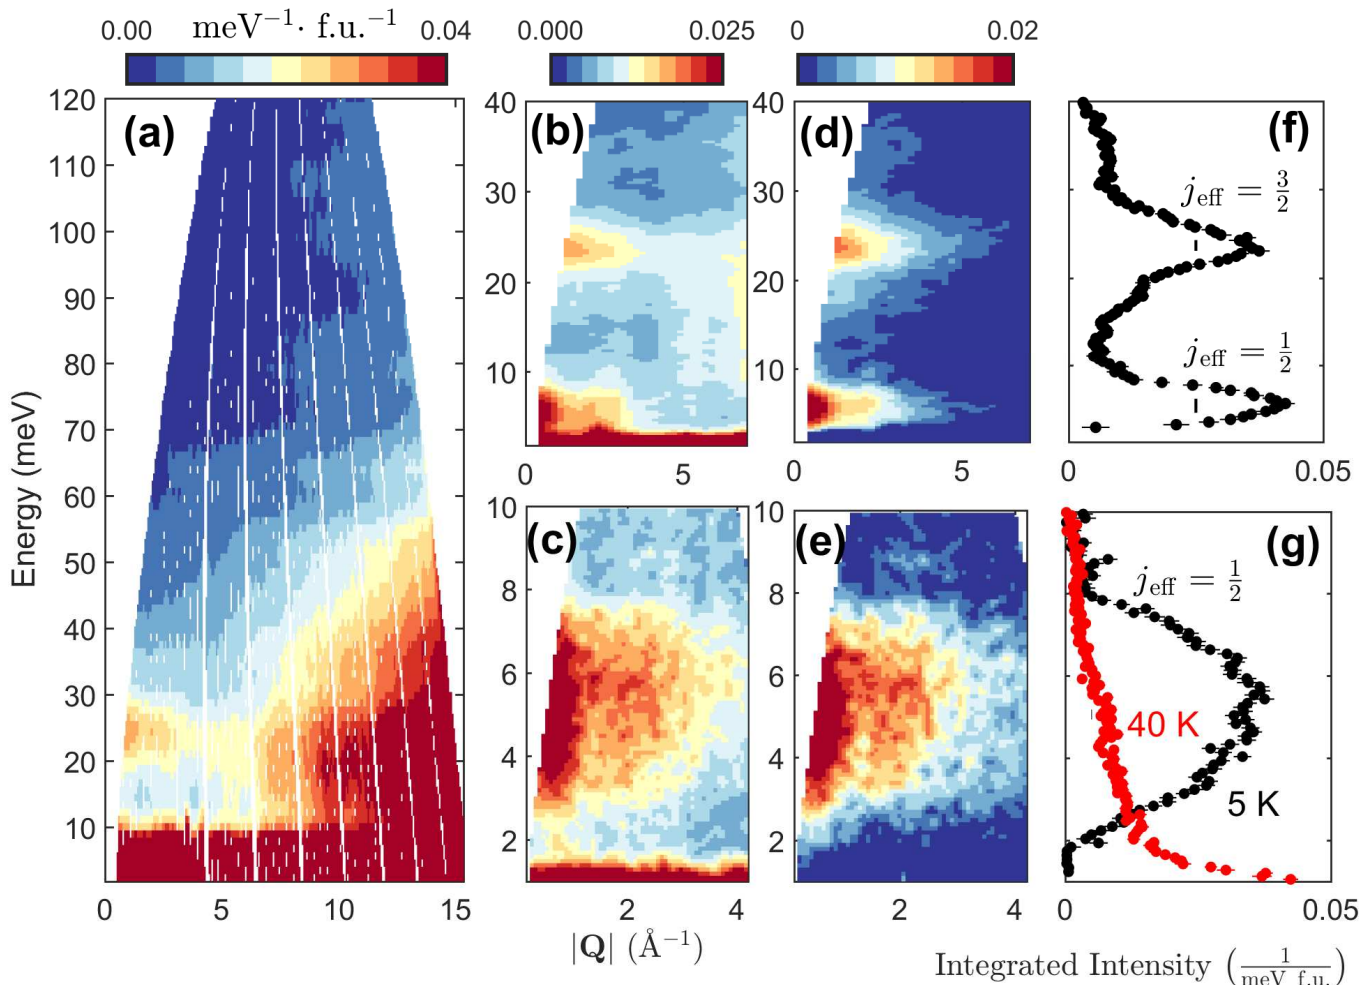 0.00 meV⁻¹· f.u.⁻¹ 0.04
0.000 0.025
0 0.02
(a)
120
110
100
90
80
70
60
50
40
30
20
10
0 5 10 15
Energy (meV)
(b)
40
30
20
10
0 5
(d)
40
30
20
10
0 5
(f)
j_eff = 3/2
j_eff = 1/2
0 0.05
(c)
10
8
6
4
2
2 4
|Q| (Å⁻¹)
(e)
10
8
6
4
2
2 4
(g)
j_eff = 1/2
40 K
5 K
0 0.05
Integrated Intensity (1/meV f.u.)